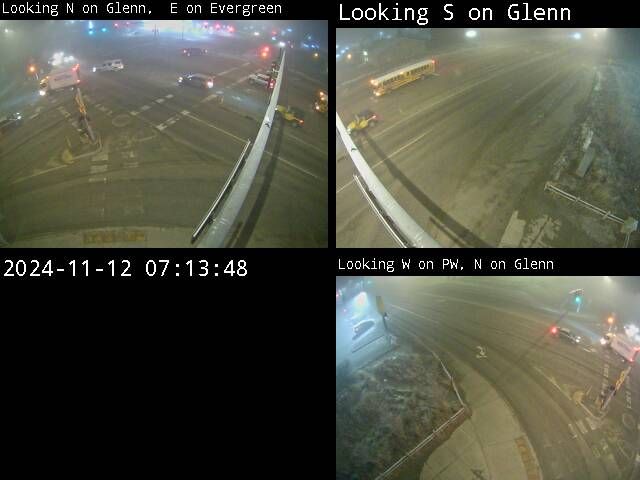 Looking N on Glenn,  E on Evergreen
Looking S on Glenn
2024-11-12 07:13:48
Looking W on PW, N on Glenn